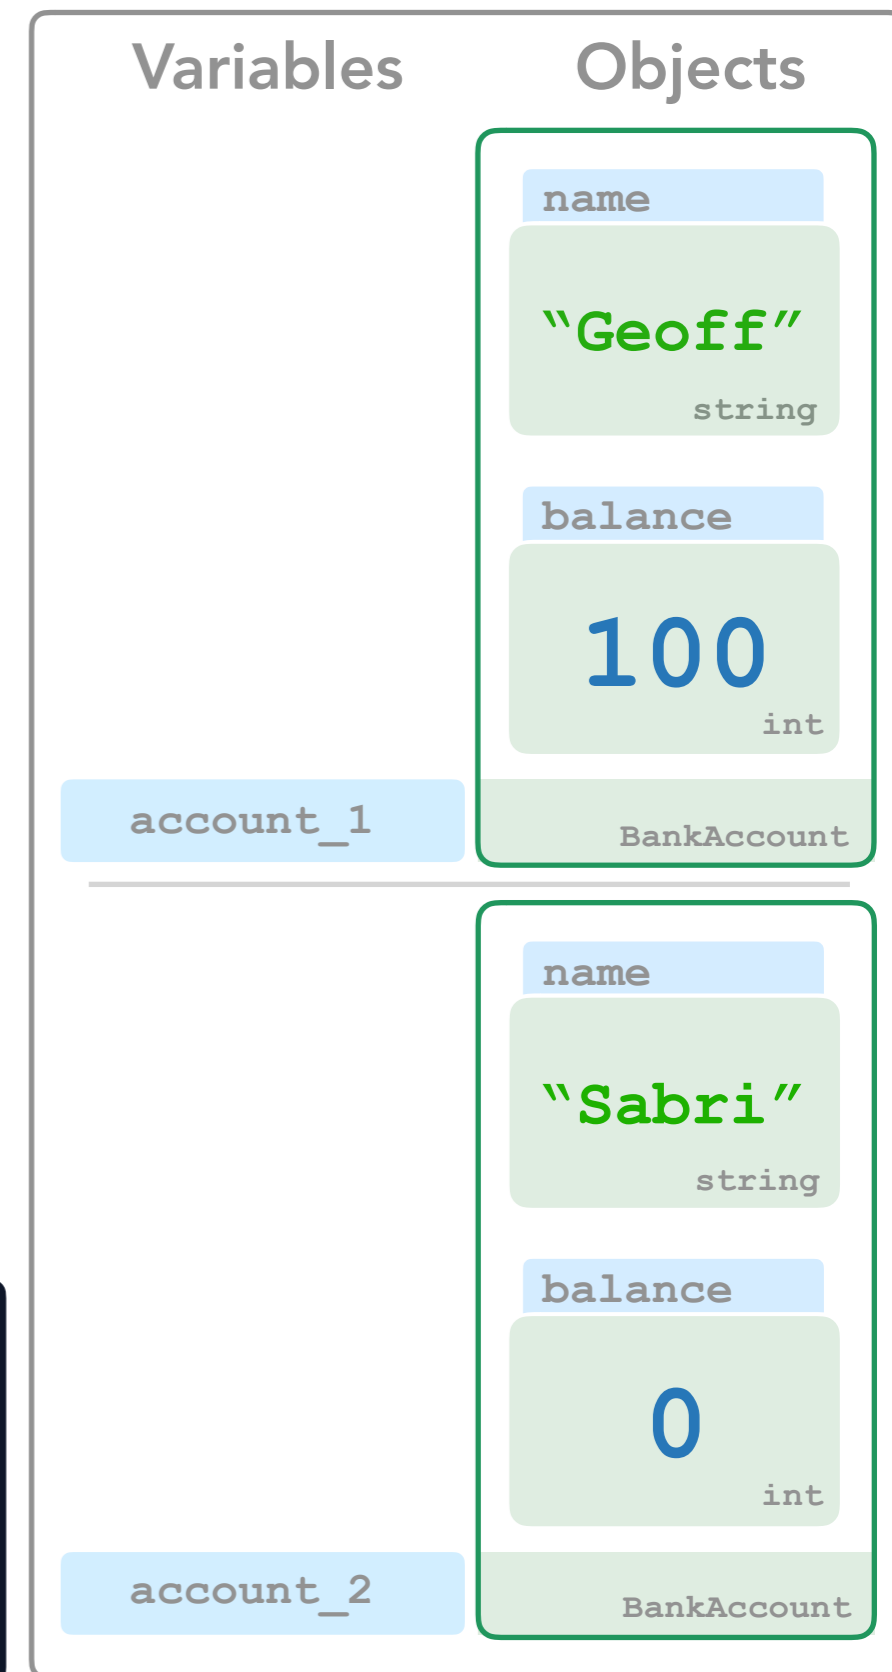 Variables Objects
name
“Geoff”
string
balance
100
int
account_1 BankAccount
name
“Sabri”
string
balance
0
int
account_2 BankAccount